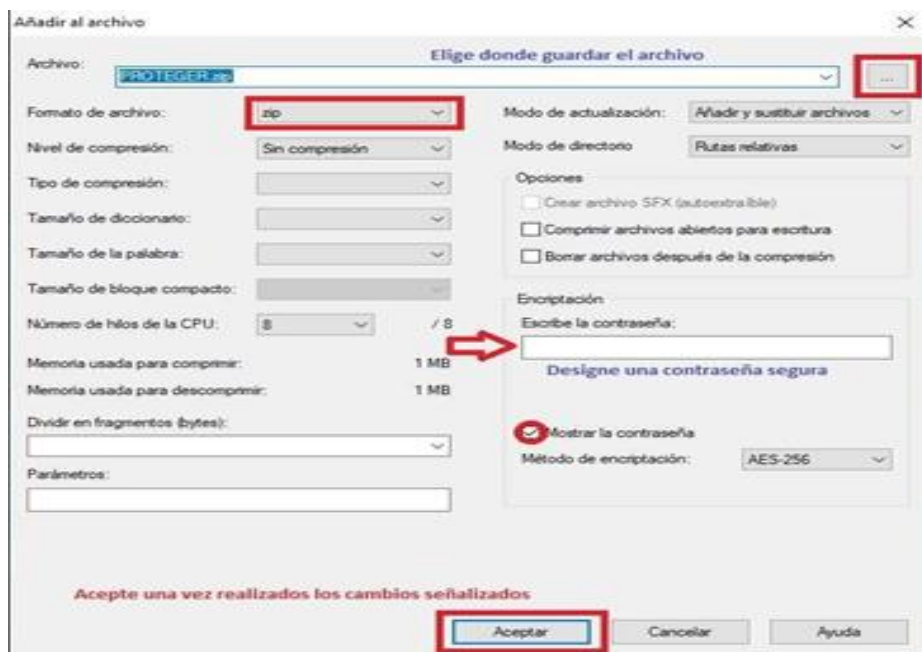 Añadir al archivo
Elige donde guardar el archivo
Archivo:
PROTEGER.zip
...
Formato de archivo:
zip
Nivel de compresión:
Sin compresión
Tipo de compresión:
Tamaño de diccionario:
Tamaño de la palabra:
Tamaño de bloque compacto:
Número de hilos de la CPU:
8
/ 8
Memoria usada para comprimir:
1 MB
Memoria usada para descomprimir:
1 MB
Dividir en fragmentos (bytes):
Parámetros:
Modo de actualización:
Añadir y sustituir archivos
Modo de directorio
Rutas relativas
Opciones
Crear archivo SFX (autoextraíble)
Comprimir archivos abiertos para escritura
Borrar archivos después de la compresión
Encriptación
Escribe la contraseña:
Designe una contraseña segura
Mostrar la contraseña
Método de encriptación:
AES-256
Acepte una vez realizados los cambios señalizados
Aceptar
Cancelar
Ayuda